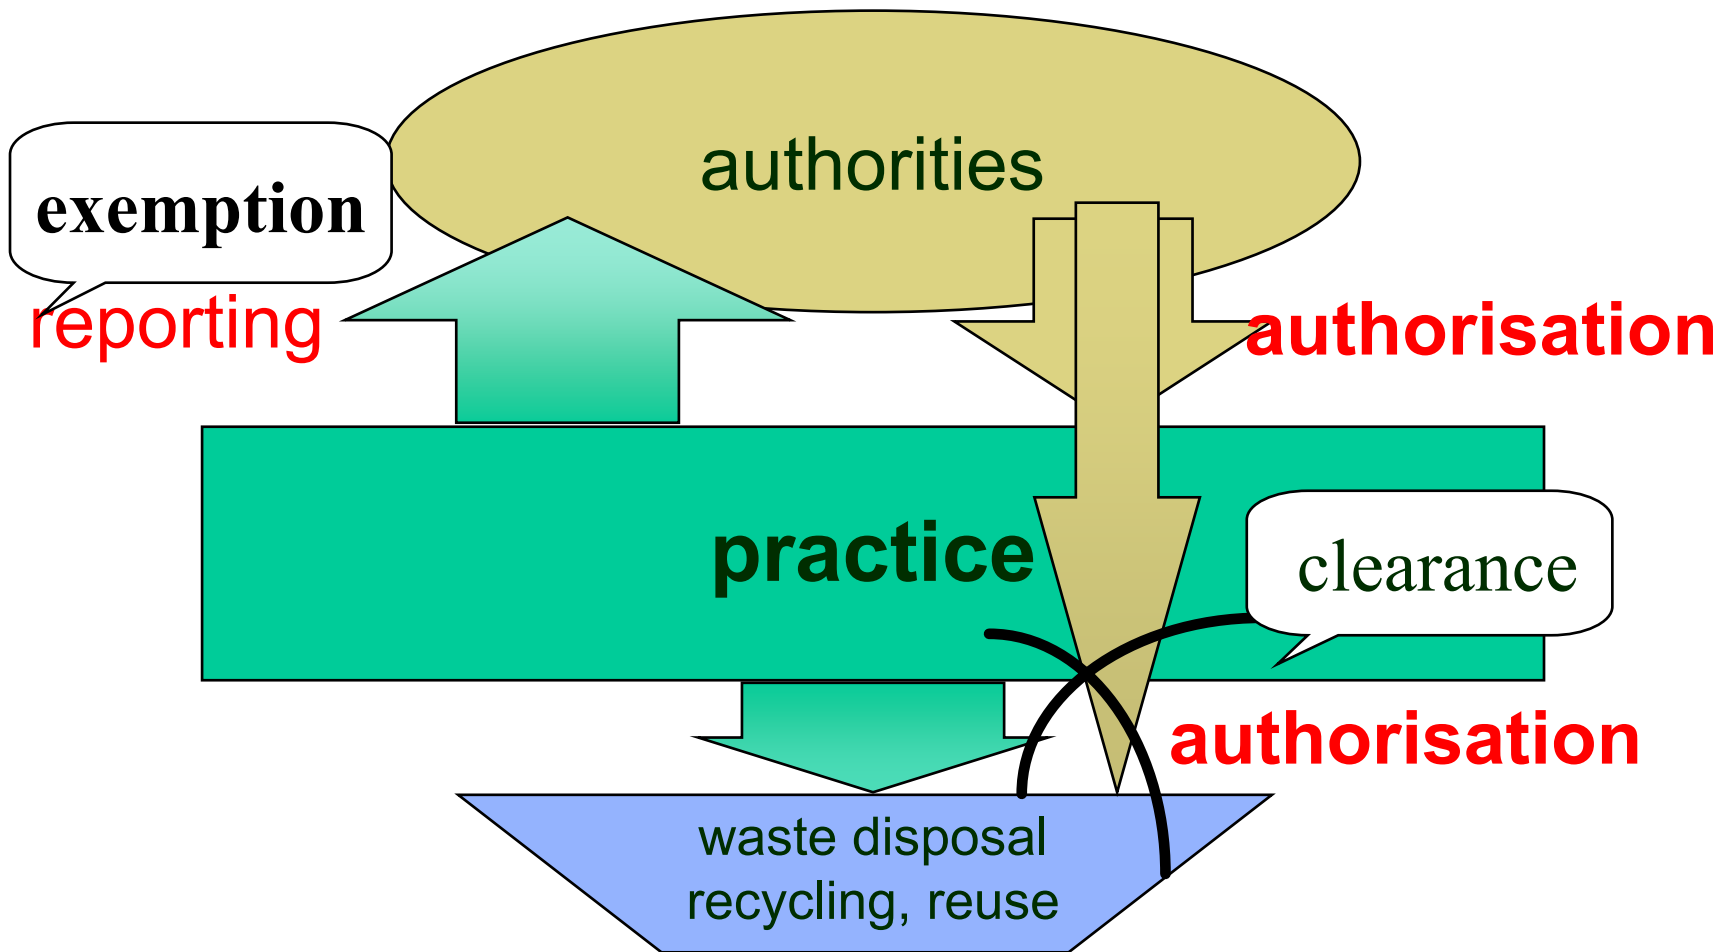 authorities
exemption
reporting
authorisation
practice
clearance
authorisation
waste disposal
recycling, reuse